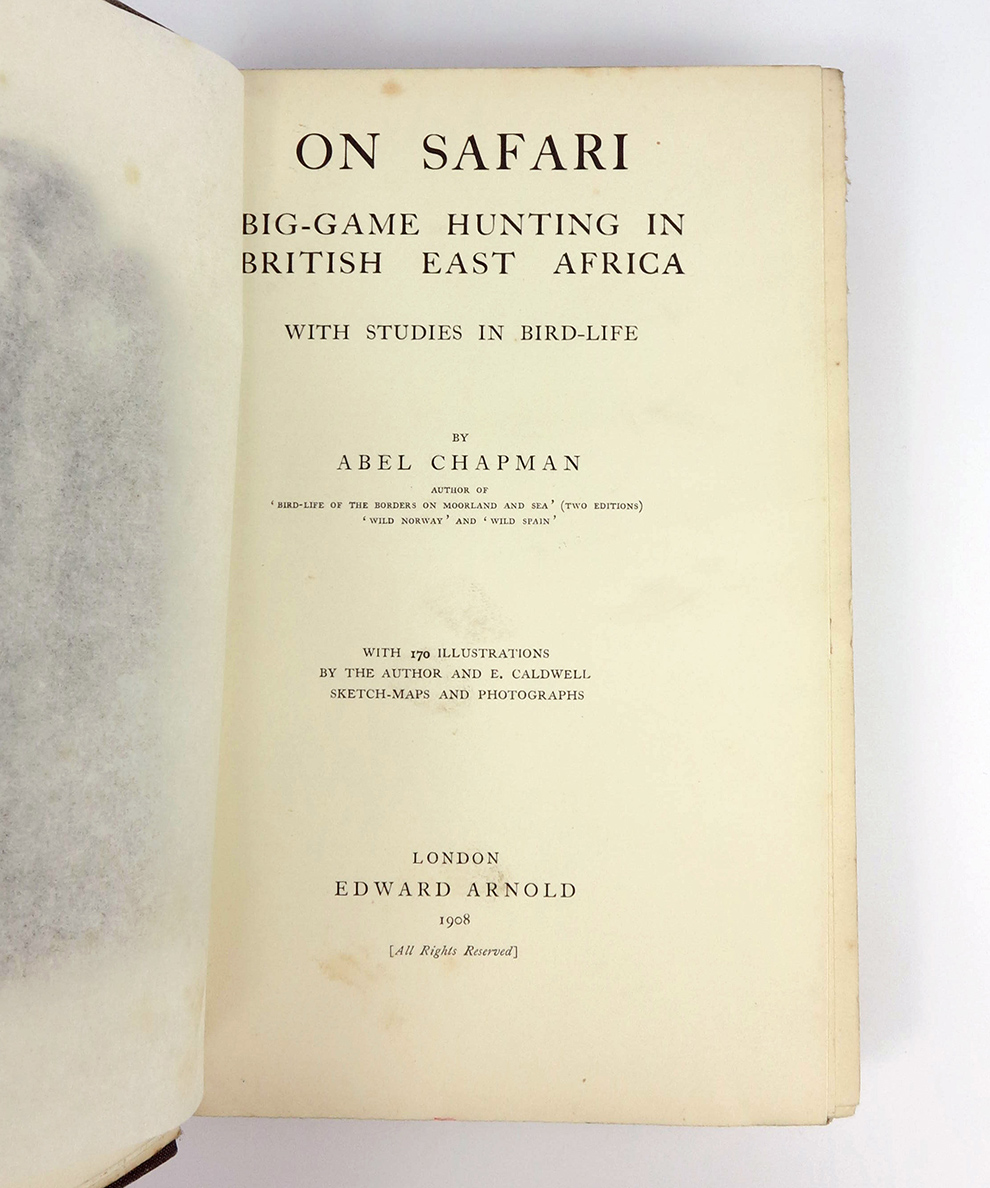 ON SAFARI
BIG-GAME HUNTING IN
BRITISH EAST AFRICA
WITH STUDIES IN BIRD-LIFE
BY
ABEL CHAPMAN
AUTHOR OF
‘BIRD-LIFE OF THE BORDERS ON MOORLAND AND SEA’ (TWO EDITIONS)
‘WILD NORWAY’ AND ‘WILD SPAIN’
WITH 170 ILLUSTRATIONS
BY THE AUTHOR AND E. CALDWELL
SKETCH-MAPS AND PHOTOGRAPHS
LONDON
EDWARD ARNOLD
1908
[All Rights Reserved]